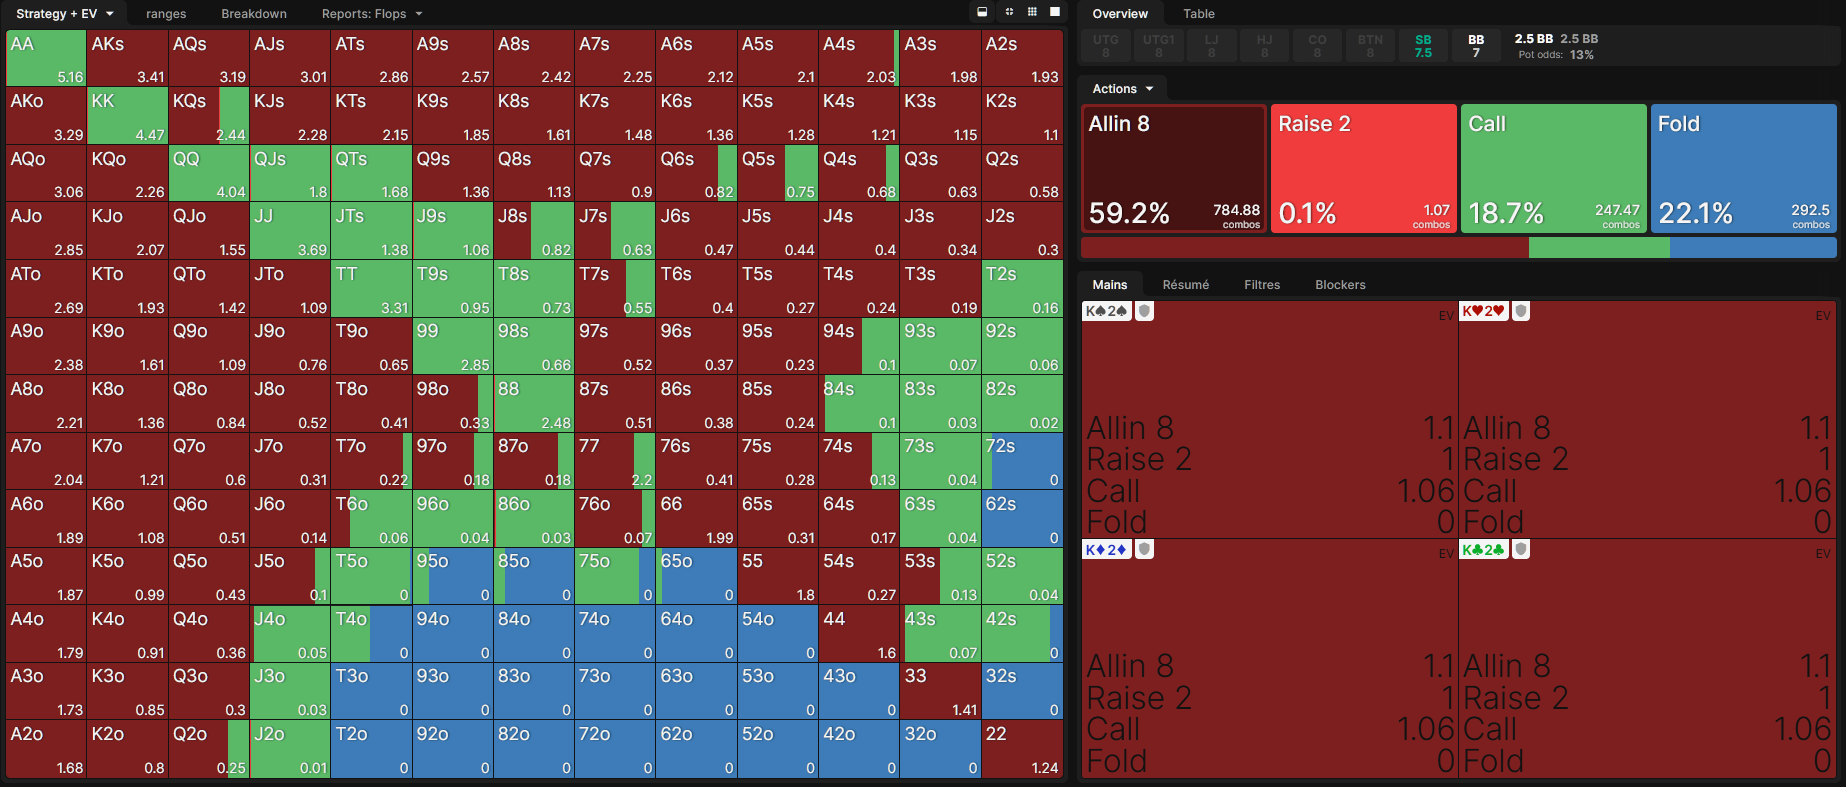 Strategy + EV ranges Breakdown Reports: Flops
AA AKs AQs AJs ATs A9s A8s A7s A6s A5s A4s A3s A2s
5.16 3.41 3.19 3.01 2.86 2.57 2.42 2.25 2.12 2.1 2.03 1.98 1.93
AKo KK KQs KJs KTs K9s K8s K7s K6s K5s K4s K3s K2s
3.29 4.47 2.44 2.28 2.15 1.85 1.61 1.48 1.36 1.28 1.21 1.15 1.1
AQo KQo QQ QJs QTs Q9s Q8s Q7s Q6s Q5s Q4s Q3s Q2s
3.06 2.26 4.04 1.8 1.68 1.36 1.13 0.9 0.82 0.75 0.68 0.63 0.58
AJo KJo QJo JJ JTs J9s J8s J7s J6s J5s J4s J3s J2s
2.85 2.07 1.55 3.69 1.38 1.06 0.82 0.63 0.47 0.44 0.4 0.34 0.3
ATo KTo QTo JTo TT T9s T8s T7s T6s T5s T4s T3s T2s
2.69 1.93 1.42 1.09 3.31 0.95 0.73 0.55 0.4 0.27 0.24 0.19 0.16
A9o K9o Q9o J9o T9o 99 98s 97s 96s 95s 94s 93s 92s
2.38 1.61 1.09 0.76 0.65 2.85 0.66 0.52 0.37 0.23 0.1 0.07 0.06
A8o K8o Q8o J8o T8o 98o 88 87s 86s 85s 84s 83s 82s
2.21 1.36 0.84 0.52 0.41 0.33 2.48 0.51 0.38 0.24 0.1 0.03 0.02
A7o K7o Q7o J7o T7o 97o 87o 77 76s 75s 74s 73s 72s
2.04 1.21 0.6 0.31 0.22 0.18 0.18 2.2 0.41 0.28 0.13 0.04 0
A6o K6o Q6o J6o T6o 96o 86o 76o 66 65s 64s 63s 62s
1.89 1.08 0.51 0.14 0.06 0.04 0.03 0.07 1.99 0.31 0.17 0.04 0
A5o K5o Q5o J5o T5o 95o 85o 75o 65o 55 54s 53s 52s
1.87 0.99 0.43 0.1 0 0 0 0 0 1.8 0.27 0.13 0.04
A4o K4o Q4o J4o T4o 94o 84o 74o 64o 54o 44 43s 42s
1.79 0.91 0.36 0.05 0 0 0 0 0 0 1.6 0.07 0
A3o K3o Q3o J3o T3o 93o 83o 73o 63o 53o 43o 33 32s
1.73 0.85 0.3 0.03 0 0 0 0 0 0 0 1.41 0
A2o K2o Q2o J2o T2o 92o 82o 72o 62o 52o 42o 32o 22
1.68 0.8 0.25 0.01 0 0 0 0 0 0 0 0 1.24
Overview Table
UTG UTG1 LJ HJ CO BTN SB BB 2.5 BB 2.5 BB
8 8 8 8 8 8 7.5 7 Pot odds: 13%
Actions
Allin 8 Raise 2 Call Fold
59.2% 784.88 combos 0.1% 1.07 combos 18.7% 247.47 combos 22.1% 292.5 combos
Mains Résumé Filtres Blockers
K♠2♠ EV K♥2♥ EV
Allin 8 1.1 Allin 8 1.1
Raise 2 1 Raise 2 1
Call 1.06 Call 1.06
Fold 0 Fold 0
K♦2♦ EV K♣2♣ EV
Allin 8 1.1 Allin 8 1.1
Raise 2 1 Raise 2 1
Call 1.06 Call 1.06
Fold 0 Fold 0